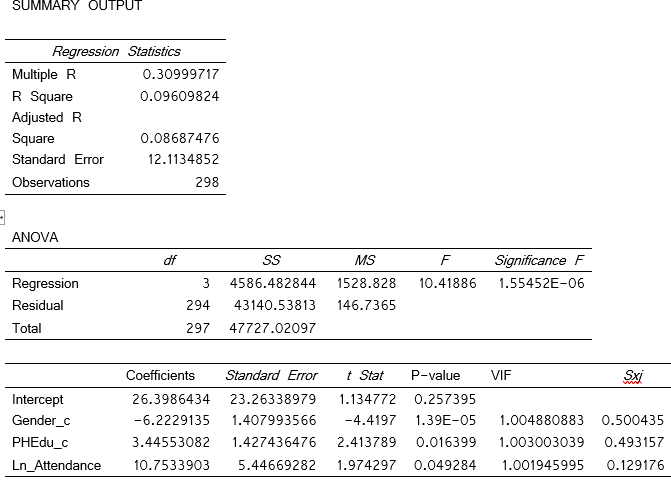 SUMMARY OUTPUT
Regression Statistics
Multiple R 0.30999717
R Square 0.09609824
Adjusted R
Square 0.08687476
Standard Error 12.1134852
Observations 298
ANOVA
df SS MS F Significance F
Regression 3 4586.482844 1528.828 10.41886 1.55452E-06
Residual 294 43140.53813 146.7365
Total 297 47727.02097
Coefficients Standard Error t Stat P-value VIF Sxj
Intercept 26.3986434 23.26338979 1.134772 0.257395
Gender_c -6.2229135 1.407993566 -4.4197 1.39E-05 1.004880883 0.500435
PHEdu_c 3.44553082 1.427436476 2.413789 0.016399 1.003003039 0.493157
Ln_Attendance 10.7533903 5.44669282 1.974297 0.049284 1.001945995 0.129176